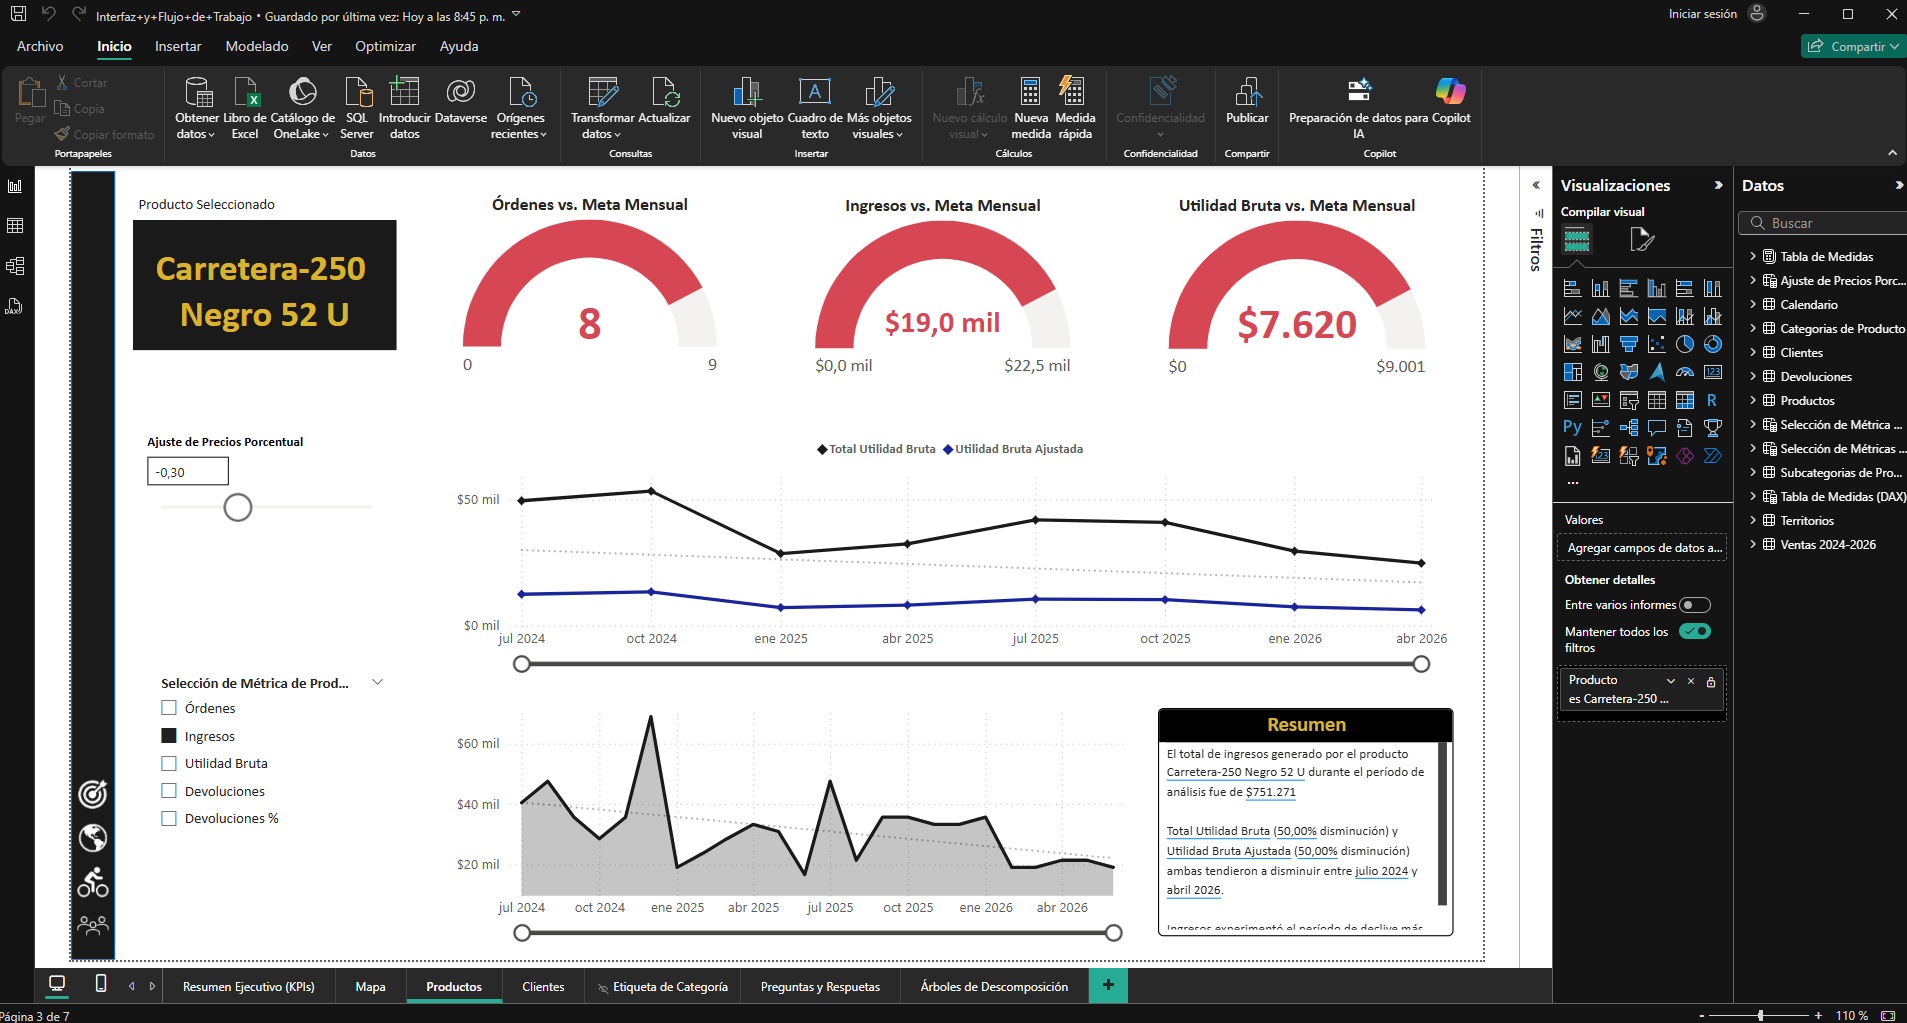 Interfaz+y+Flujo+de+Trabajo • Guardado por última vez: Hoy a las 8:45 p. m.
Iniciar sesión
Archivo
Inicio
Insertar
Modelado
Ver
Optimizar
Ayuda
Compartir
Pegar
Cortar
Copia
Copiar formato
Portapapeles
Obtener datos
Libro de Excel
Catálogo de OneLake
SQL Server
Introducir datos
Dataverse
Orígenes recientes
Datos
Transformar datos
Actualizar
Consultas
Nuevo objeto visual
Cuadro de texto
Más objetos visuales
Insertar
Nuevo cálculo visual
Nueva medida
Medida rápida
Cálculos
Confidencialidad
Confidencialidad
Publicar
Compartir
Preparación de datos para IA
Copilot
Copilot
Producto Seleccionado
Carretera-250
Negro 52 U
Órdenes vs. Meta Mensual
8
0
9
Ingresos vs. Meta Mensual
$19,0 mil
$0,0 mil
$22,5 mil
Utilidad Bruta vs. Meta Mensual
$7.620
$0
$9.001
Ajuste de Precios Porcentual
-0,30
Total Utilidad Bruta
Utilidad Bruta Ajustada
$50 mil
$0 mil
jul 2024
oct 2024
ene 2025
abr 2025
jul 2025
oct 2025
ene 2026
abr 2026
Selección de Métrica de Prod...
Órdenes
Ingresos
Utilidad Bruta
Devoluciones
Devoluciones %
$60 mil
$40 mil
$20 mil
jul 2024
oct 2024
ene 2025
abr 2025
jul 2025
oct 2025
ene 2026
abr 2026
Resumen
El total de ingresos generado por el producto
Carretera-250 Negro 52 U durante el período de
análisis fue de $751.271
Total Utilidad Bruta (50,00% disminución) y
Utilidad Bruta Ajustada (50,00% disminución)
ambas tendieron a disminuir entre julio 2024 y
abril 2026.
Ingresos experimentó el período de declive más
Filtros
Visualizaciones
Compilar visual
123
R
Py
123
...
Valores
Agregar campos de datos a...
Obtener detalles
Entre varios informes
Mantener todos los
filtros
Producto
es Carretera-250 ...
Datos
Buscar
Tabla de Medidas
Ajuste de Precios Porc...
Calendario
Categorias de Producto
Clientes
Devoluciones
Productos
Selección de Métrica ...
Selección de Métricas ...
Subcategorias de Pro...
Tabla de Medidas (DAX)
Territorios
Ventas 2024-2026
DAX
Resumen Ejecutivo (KPIs)
Mapa
Productos
Clientes
Etiqueta de Categoría
Preguntas y Respuetas
Árboles de Descomposición
+
Página 3 de 7
- + 110 %